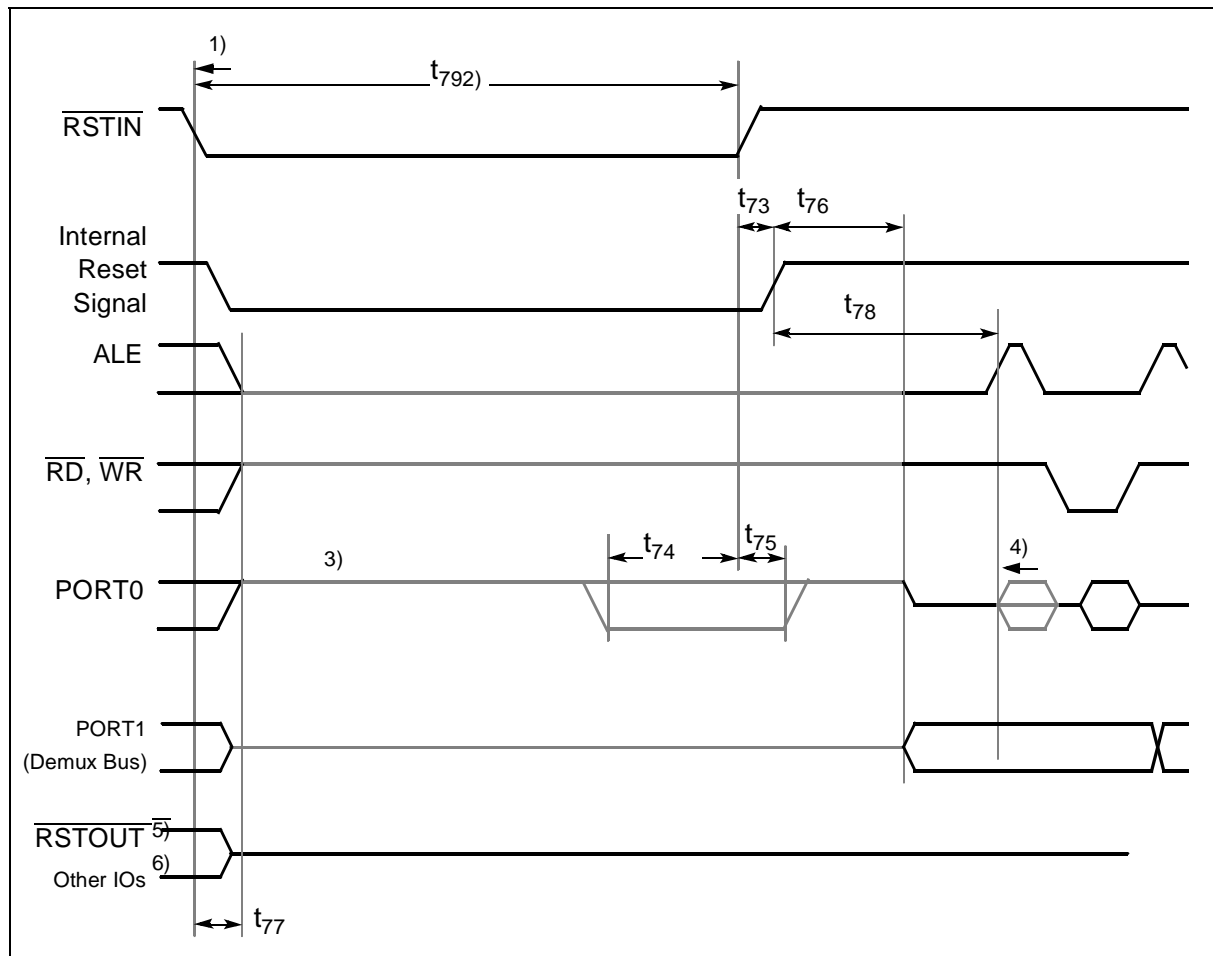 1)
t792)
RSTIN
t73 t76
Internal
Reset
Signal
t78
ALE
RD, WR
t74 t75
3) 4)
PORT0
PORT1
(Demux Bus)
RSTOUT 5)
6)
Other IOs
t77